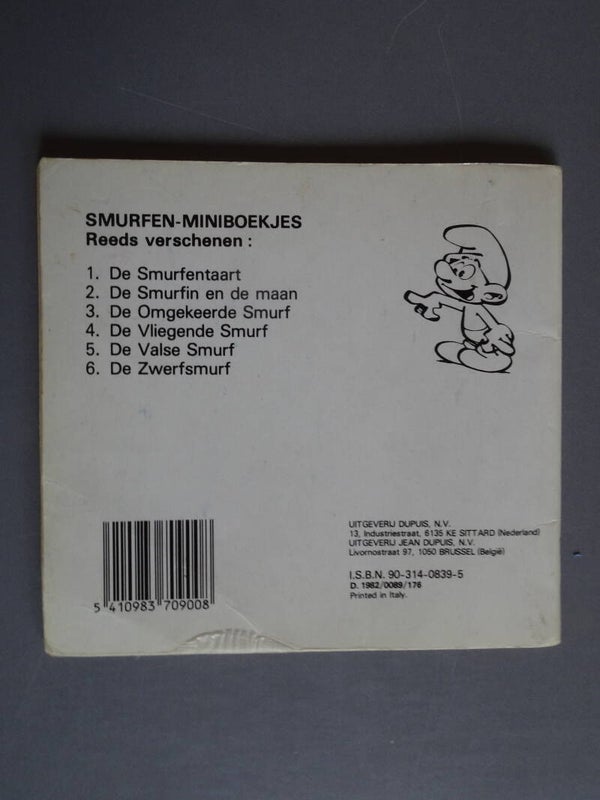 SMURFEN-MINIBOEKJES
Reeds verschenen :
1. De Smurfentaart
2. De Smurfin en de maan
3. De Omgekeerde Smurf
4. De Vliegende Smurf
5. De Valse Smurf
6. De Zwerfsmurf
5 410983 709008
UITGEVERIJ DUPUIS, N.V.
13, Industriestraat, 6135 KE SITTARD (Nederland)
UITGEVERIJ JEAN DUPUIS, N.V.
Livornostraat 97, 1050 BRUSSEL (België)
I.S.B.N. 90-314-0839-5
D. 1982/0089/176
Printed in Italy.